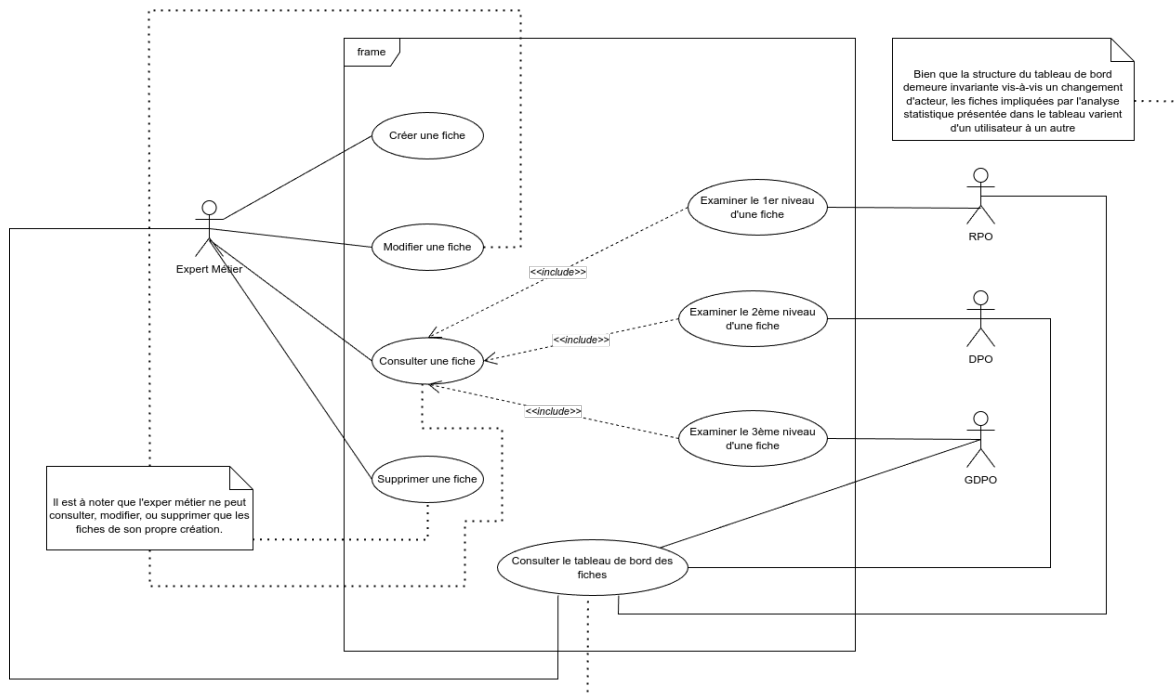 frame
Bien que la structure du tableau de bord
demeure invariante vis-à-vis un changement
d'acteur, les fiches impliquées par l'analyse
statistique présentée dans le tableau varient
d'un utilisateur à un autre
Créer une fiche
Examiner le 1er niveau
d'une fiche
RPO
Modifier une fiche
Expert Métier
<<include>>
Examiner le 2ème niveau
d'une fiche
DPO
<<include>>
Consulter une fiche
<<include>>
Examiner le 3ème niveau
d'une fiche
GDPO
Supprimer une fiche
Il est à noter que l'exper métier ne peut
consulter, modifier, ou supprimer que les
fiches de son propre création.
Consulter le tableau de bord des
fiches